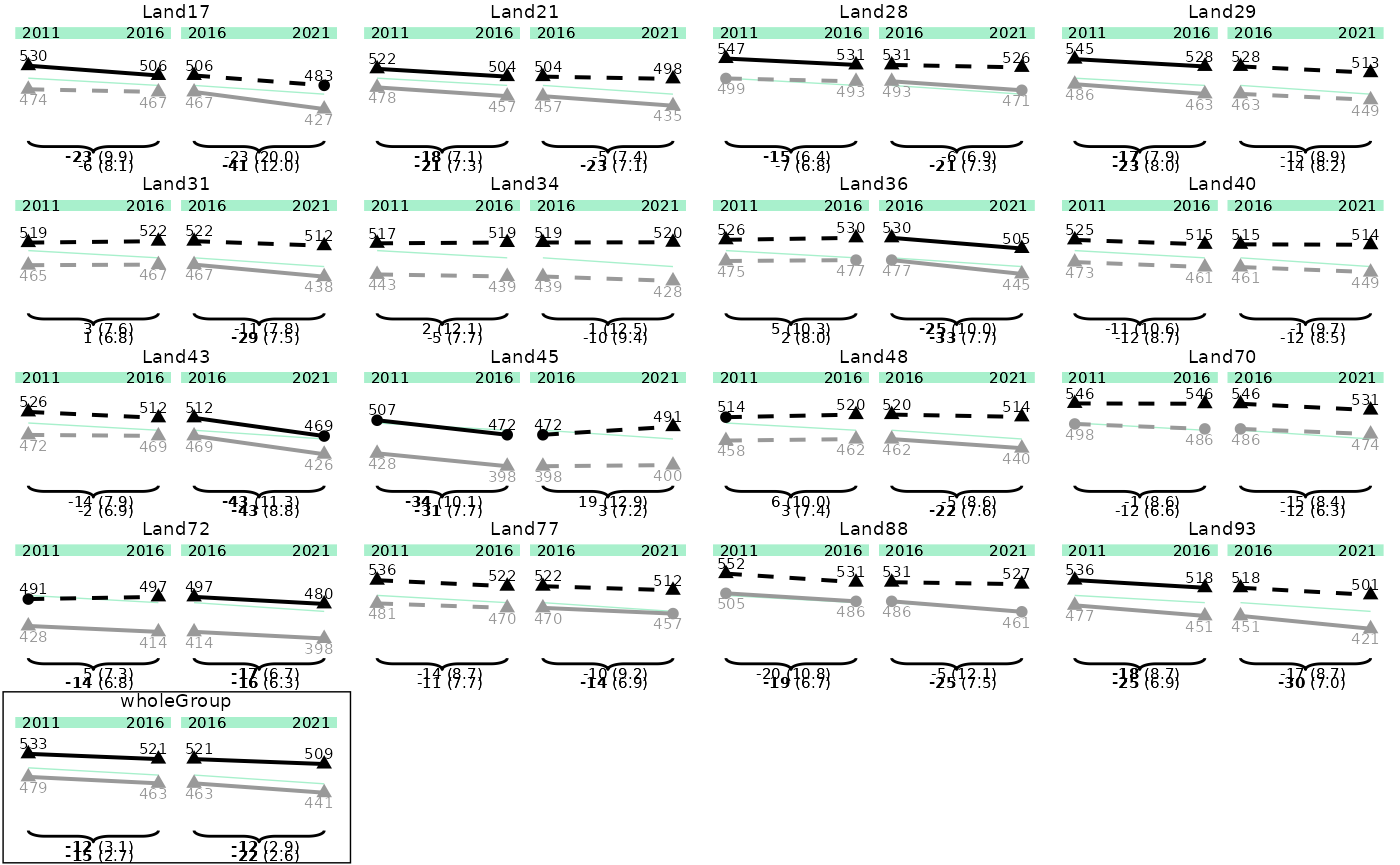 Land17 Land21 Land28 Land29
2011 2016 2016 2021 2011 2016 2016 2021 2011 2016 2016 2021 2011 2016 2016 2021
530 506 506 483 522 504 504 498 547 531 531 526 545 528 528 513
474 467 467 427 478 457 457 435 499 493 493 471 486 463 463 449
-23 (9.9) -23 (20.0) -18 (7.1) -5 (7.4) -15 (6.4) -6 (6.9) -17 (7.9) -15 (8.9)
-6 (8.1) -41 (12.0) -21 (7.3) -23 (7.1) -7 (6.8) -21 (7.3) -23 (8.0) -14 (8.2)
Land31 Land34 Land36 Land40
2011 2016 2016 2021 2011 2016 2016 2021 2011 2016 2016 2021 2011 2016 2016 2021
519 522 522 512 517 519 519 520 526 530 530 505 525 515 515 514
465 467 467 438 443 439 439 428 475 477 477 445 473 461 461 449
3 (7.6) -11 (7.8) 2 (12.1) 1 (12.5) 5 (10.3) -25 (10.0) -11 (10.6) -1 (9.7)
1 (6.8) -29 (7.5) -5 (7.7) -10 (9.4) 2 (8.0) -33 (7.7) -12 (8.7) -12 (8.5)
Land43 Land45 Land48 Land70
2011 2016 2016 2021 2011 2016 2016 2021 2011 2016 2016 2021 2011 2016 2016 2021
526 512 512 469 507 472 472 491 514 520 520 514 546 546 546 531
472 469 469 426 428 398 398 400 458 462 462 440 498 486 486 474
-14 (7.9) -43 (11.3) -34 (10.1) 19 (12.9) 6 (10.0) -5 (8.6) -1 (8.6) -15 (8.4)
-2 (6.9) -43 (8.8) -31 (7.7) 3 (7.2) 3 (7.4) -22 (7.6) -12 (6.6) -12 (6.3)
Land72 Land77 Land88 Land93
2011 2016 2016 2021 2011 2016 2016 2021 2011 2016 2016 2021 2011 2016 2016 2021
491 497 497 480 536 522 522 512 552 531 531 527 536 518 518 501
428 414 414 398 481 470 470 457 505 486 486 461 477 451 451 421
5 (7.3) -17 (6.7) -14 (8.7) -10 (9.2) -20 (10.8) -5 (12.1) -18 (8.7) -17 (8.7)
-14 (6.8) -16 (6.3) -11 (7.7) -14 (6.9) -19 (6.7) -25 (7.5) -25 (6.9) -30 (7.0)
wholeGroup
2011 2016 2016 2021
533 521 521 509
479 463 463 441
-12 (3.1) -12 (2.9)
-15 (2.7) -22 (2.6)